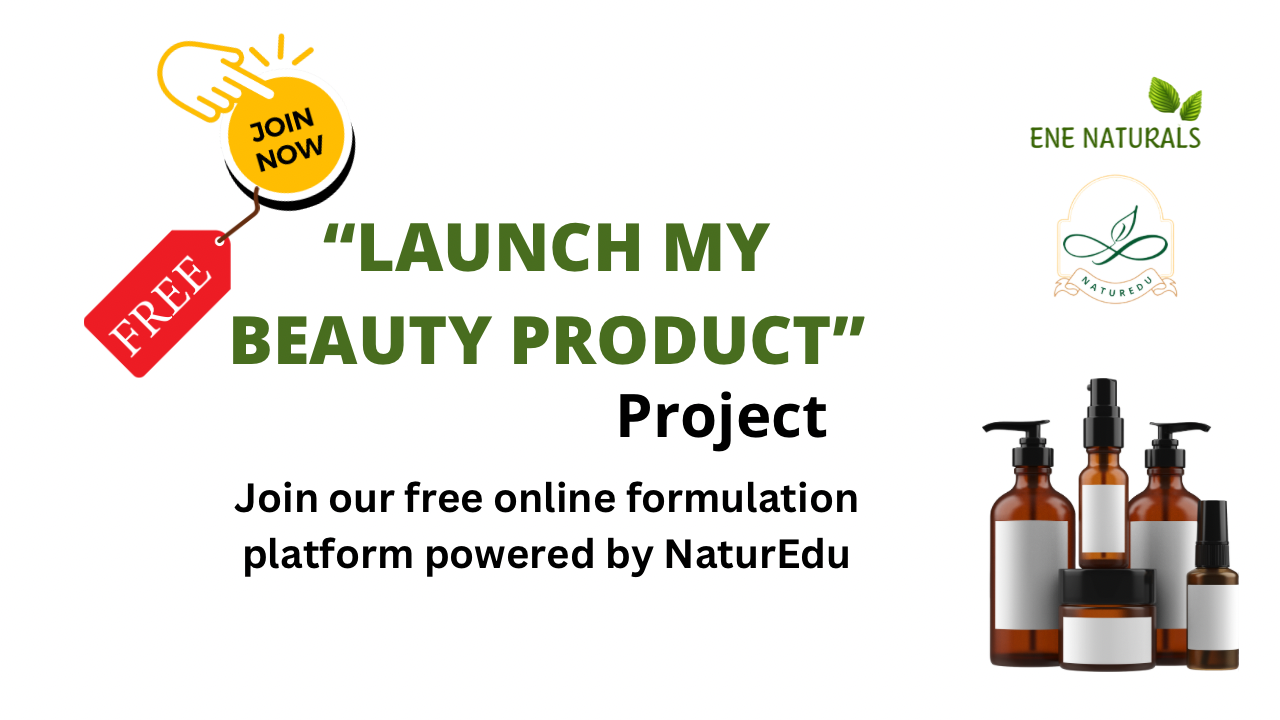 JOIN
NOW
FREE
“LAUNCH MY
BEAUTY PRODUCT”
Project
Join our free online formulation
platform powered by NaturEdu
ENE NATURALS
NATUREDU